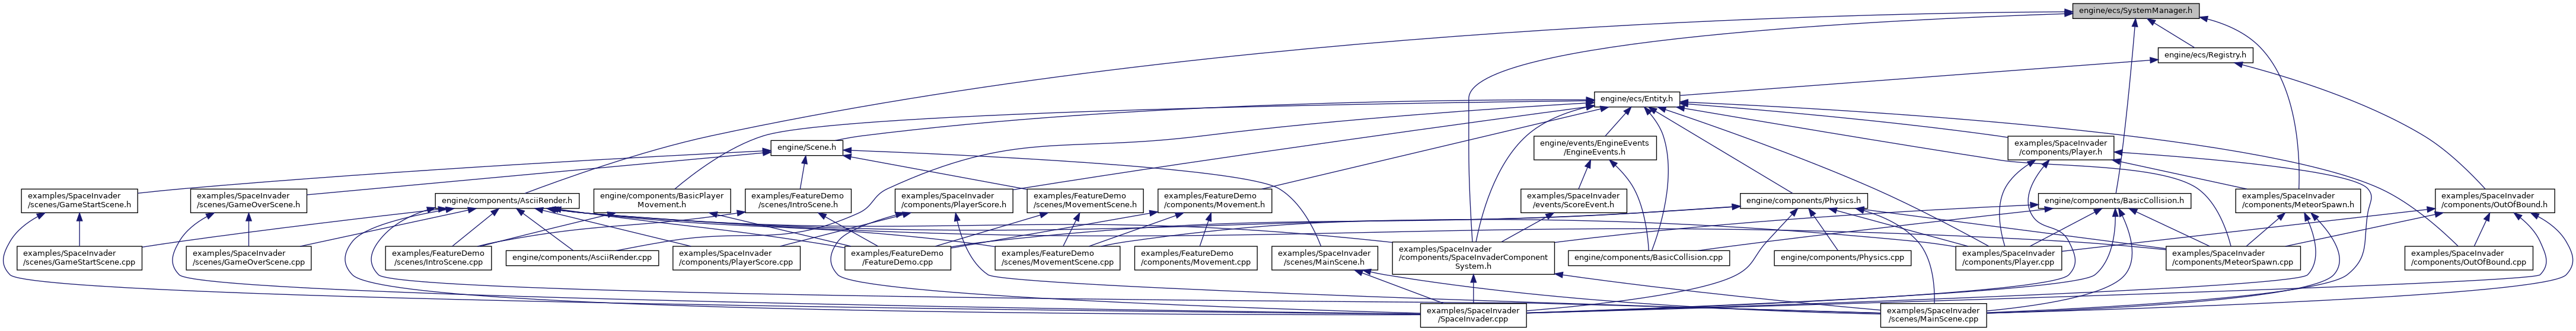 engine/ecs/SystemManager.h
engine/ecs/Registry.h
engine/ecs/Entity.h
engine/Scene.h
engine/events/EngineEvents
/EngineEvents.h
examples/SpaceInvader
/components/Player.h
examples/SpaceInvader
/scenes/GameStartScene.h
examples/SpaceInvader
/scenes/GameOverScene.h
engine/components/AsciiRender.h
engine/components/BasicPlayer
Movement.h
examples/FeatureDemo
/scenes/IntroScene.h
examples/SpaceInvader
/components/PlayerScore.h
examples/FeatureDemo
/scenes/MovementScene.h
examples/FeatureDemo
/components/Movement.h
examples/SpaceInvader
/events/ScoreEvent.h
engine/components/Physics.h
engine/components/BasicCollision.h
examples/SpaceInvader
/components/MeteorSpawn.h
examples/SpaceInvader
/components/OutOfBound.h
examples/SpaceInvader
/scenes/GameStartScene.cpp
examples/SpaceInvader
/scenes/GameOverScene.cpp
examples/FeatureDemo
/scenes/IntroScene.cpp
engine/components/AsciiRender.cpp
examples/SpaceInvader
/components/PlayerScore.cpp
examples/FeatureDemo
/FeatureDemo.cpp
examples/FeatureDemo
/scenes/MovementScene.cpp
examples/FeatureDemo
/components/Movement.cpp
examples/SpaceInvader
/scenes/MainScene.h
examples/SpaceInvader
/components/SpaceInvaderComponent
System.h
engine/components/BasicCollision.cpp
engine/components/Physics.cpp
examples/SpaceInvader
/components/Player.cpp
examples/SpaceInvader
/components/MeteorSpawn.cpp
examples/SpaceInvader
/components/OutOfBound.cpp
examples/SpaceInvader
/SpaceInvader.cpp
examples/SpaceInvader
/scenes/MainScene.cpp